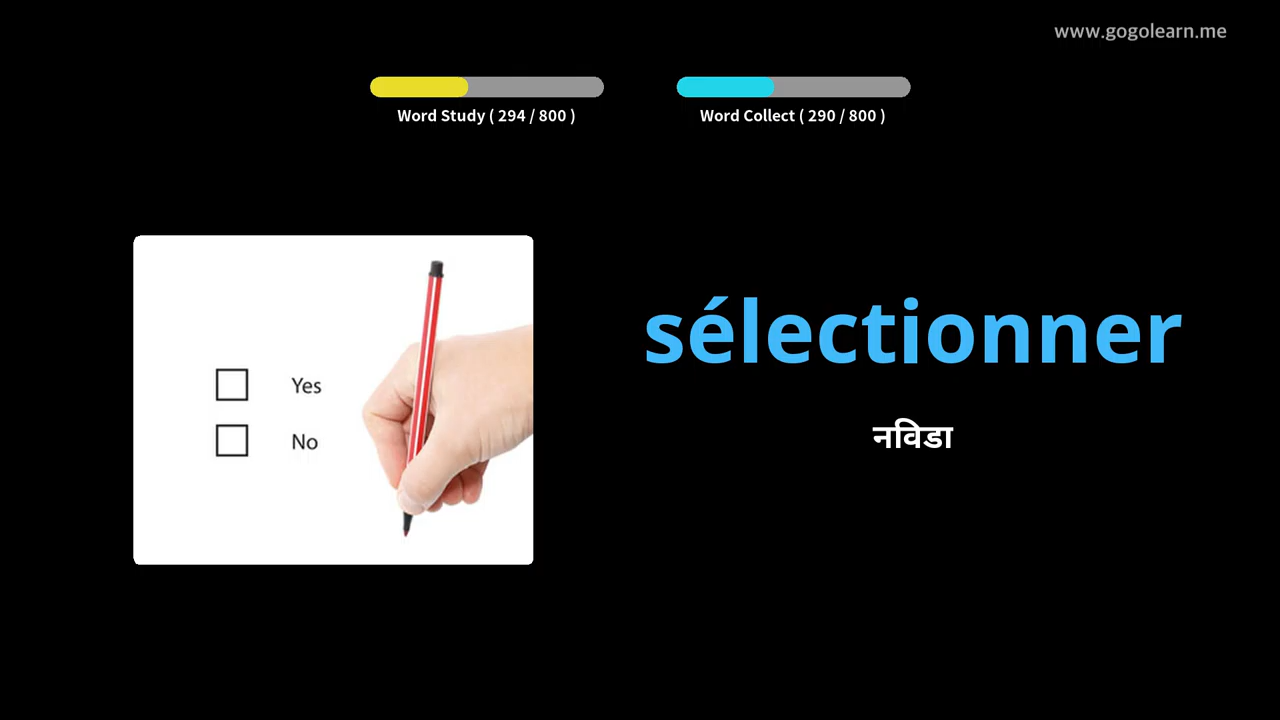 www.gogolearn.me
Word Study ( 294 / 800 )
Word Collect ( 290 / 800 )
sélectionner
Yes
नविडा
No